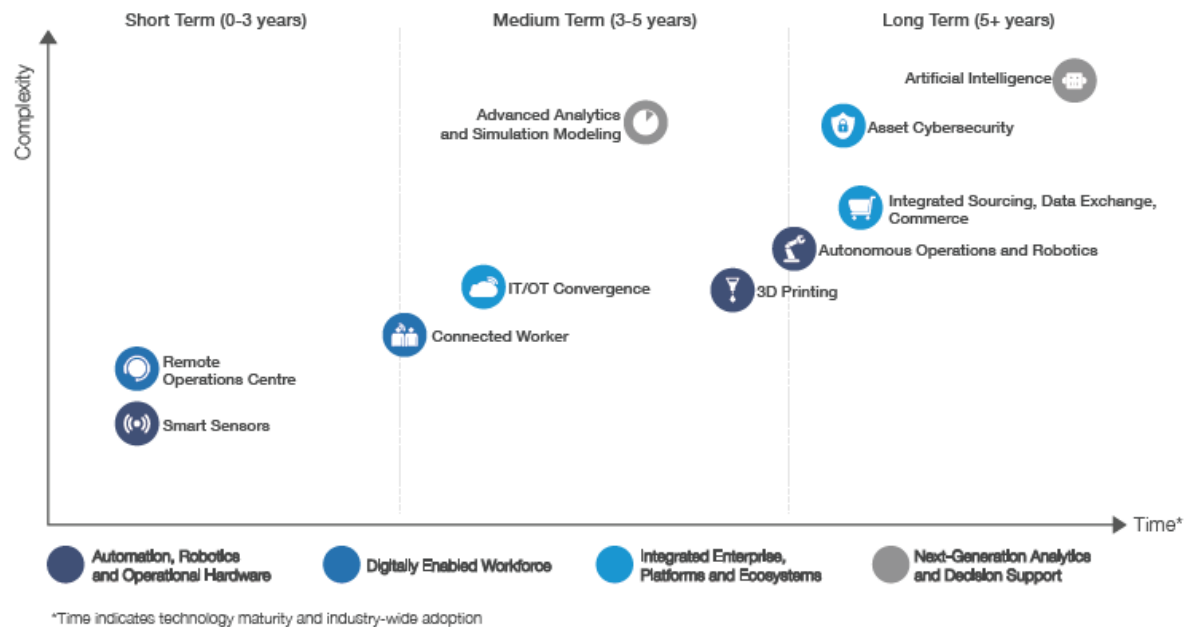 Short Term (0-3 years)
Medium Term (3-5 years)
Long Term (5+ years)
Complexity
Artificial Intelligence
Advanced Analytics
and Simulation Modeling
Asset Cybersecurity
Integrated Sourcing, Data Exchange,
Commerce
Autonomous Operations and Robotics
IT/OT Convergence
3D Printing
Connected Worker
Remote
Operations Centre
Smart Sensors
Time*
Automation, Robotics
and Operational Hardware
Digitally Enabled Workforce
Integrated Enterprise,
Platforms and Ecosystems
Next-Generation Analytics
and Decision Support
*Time indicates technology maturity and industry-wide adoption